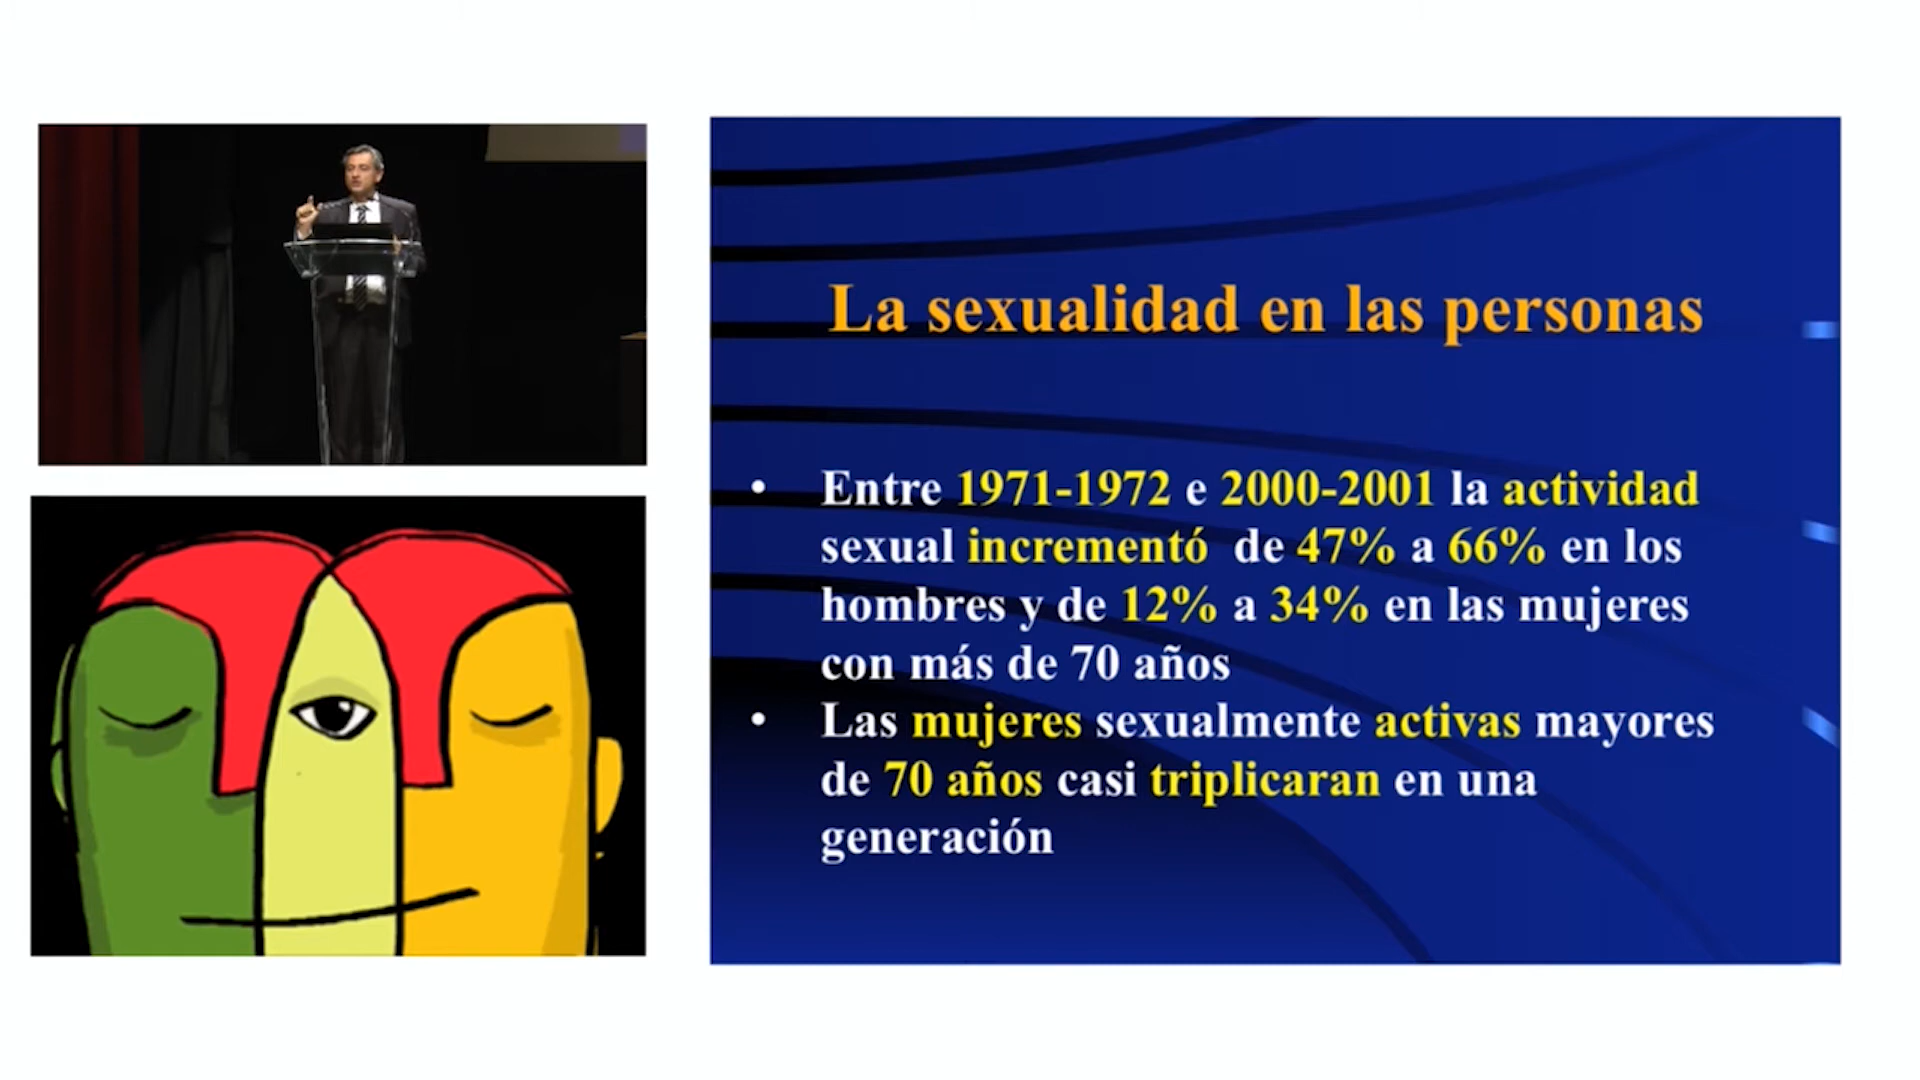 La sexualidad en las personas
• Entre 1971-1972 e 2000-2001 la actividad
sexual incrementó de 47% a 66% en los
hombres y de 12% a 34% en las mujeres
con más de 70 años
• Las mujeres sexualmente activas mayores
de 70 años casi triplicaran en una
generación